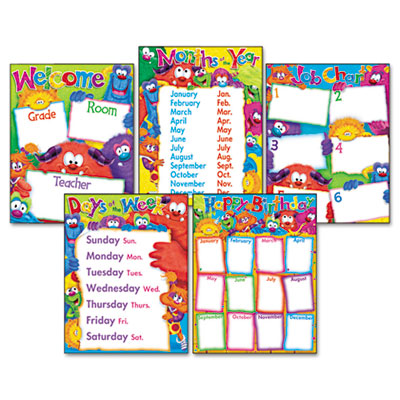 Welcome
Grade
Room
Teacher
Months of the Year
January Jan.
February Feb.
March Mar.
April Apr.
May May
June June
July July
August Aug.
September Sept.
October Oct.
November Nov.
December Dec.
Job Chart
1 2
3 4
5 6
Days of the Week
Sunday Sun.
Monday Mon.
Tuesday Tues.
Wednesday Wed.
Thursday Thurs.
Friday Fri.
Saturday Sat.
Happy Birthday
January February March April
May June July August
September October November December